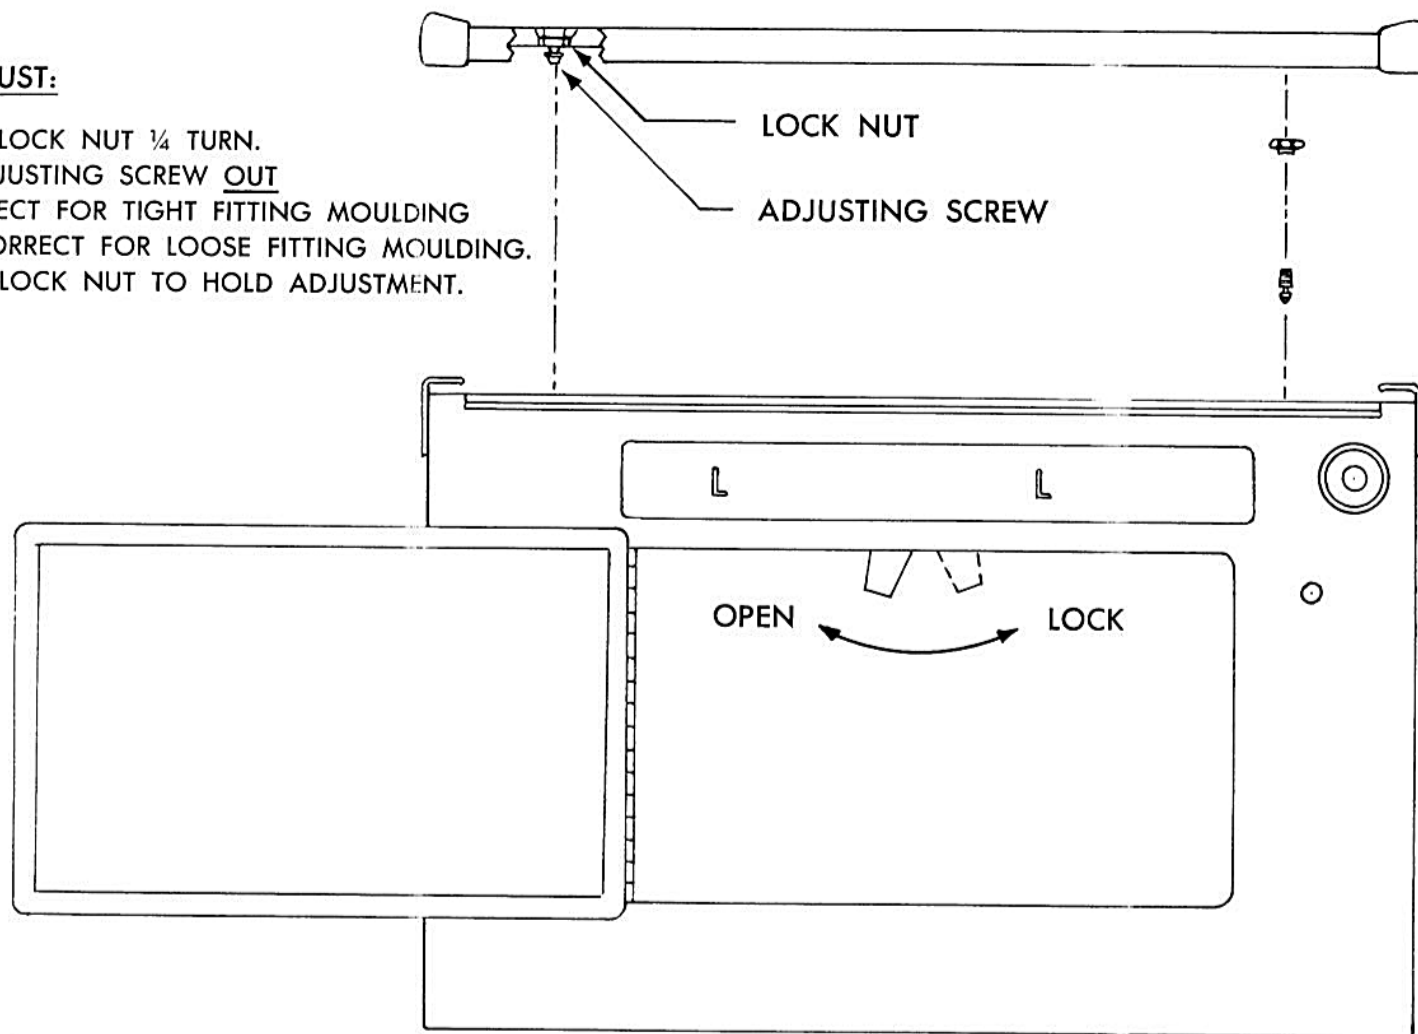 UST:
LOCK NUT ¼ TURN.
JUSTING SCREW OUT
ECT FOR TIGHT FITTING MOULDING
ORRECT FOR LOOSE FITTING MOULDING.
LOCK NUT TO HOLD ADJUSTMENT.
LOCK NUT
ADJUSTING SCREW
L L
OPEN LOCK